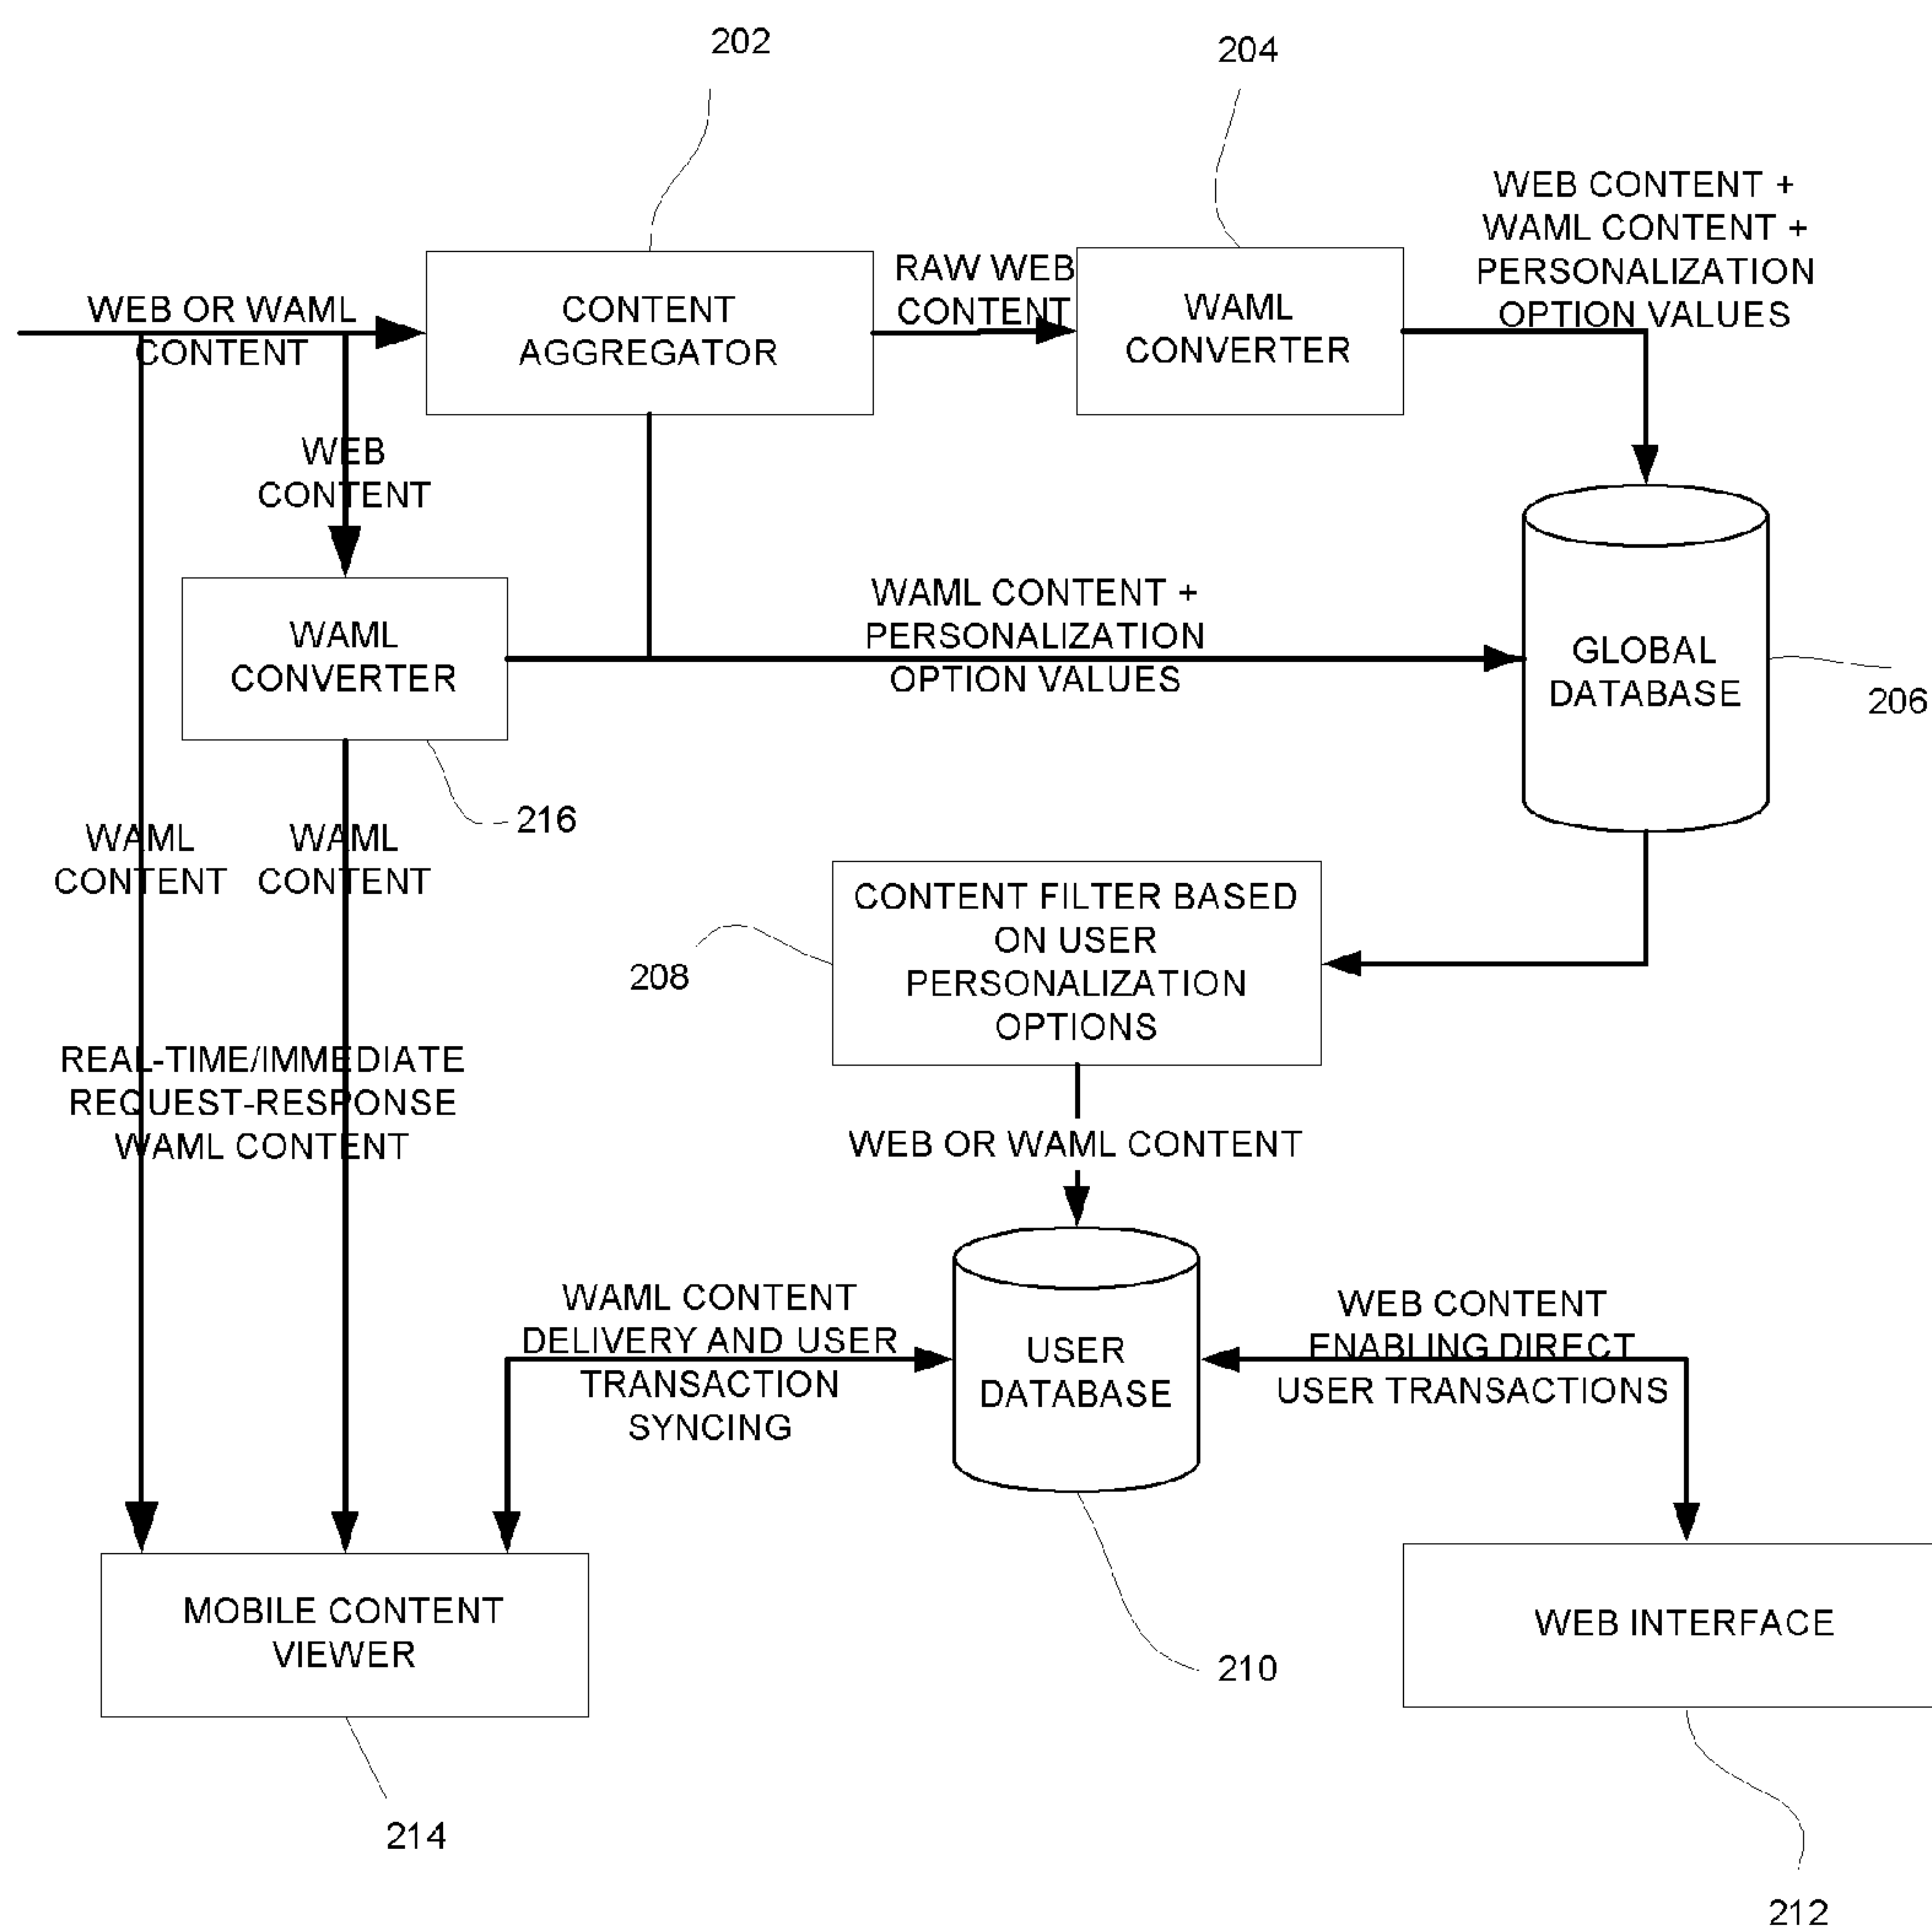 202
204
WEB CONTENT +
WAML CONTENT +
PERSONALIZATION
OPTION VALUES
WEB OR WAML
CONTENT
CONTENT
AGGREGATOR
RAW WEB
CONTENT
WAML
CONVERTER
WEB
CONTENT
WAML
CONVERTER
WAML CONTENT +
PERSONALIZATION
OPTION VALUES
GLOBAL
DATABASE
206
216
WAML
CONTENT
WAML
CONTENT
CONTENT FILTER BASED
ON USER
PERSONALIZATION
OPTIONS
208
REAL-TIME/IMMEDIATE
REQUEST-RESPONSE
WAML CONTENT
WEB OR WAML CONTENT
WAML CONTENT
DELIVERY AND USER
TRANSACTION
SYNCING
USER
DATABASE
WEB CONTENT
ENABLING DIRECT
USER TRANSACTIONS
MOBILE CONTENT
VIEWER
WEB INTERFACE
210
214
212